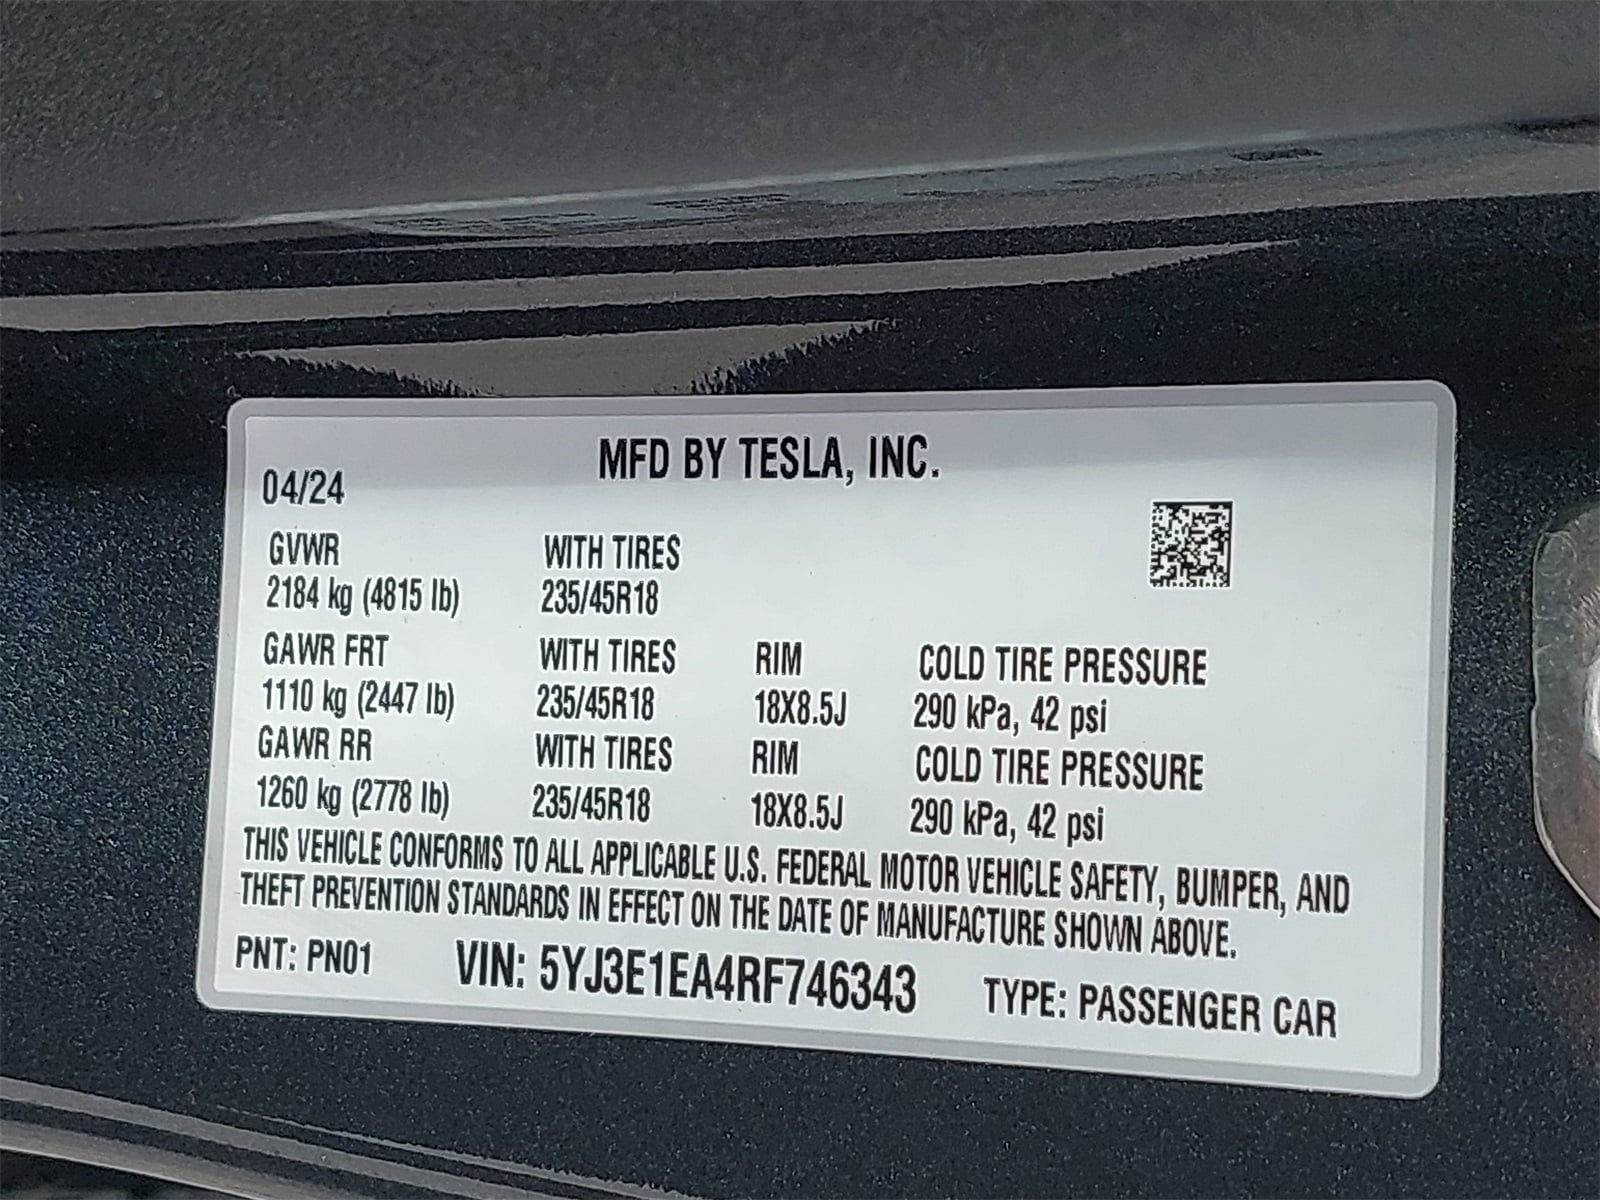 MFD BY TESLA, INC.
04/24
GVWR WITH TIRES
2184 kg (4815 lb) 235/45R18
GAWR FRT WITH TIRES RIM COLD TIRE PRESSURE
1110 kg (2447 lb) 235/45R18 18X8.5J 290 kPa, 42 psi
GAWR RR WITH TIRES RIM COLD TIRE PRESSURE
1260 kg (2778 lb) 235/45R18 18X8.5J 290 kPa, 42 psi
THIS VEHICLE CONFORMS TO ALL APPLICABLE U.S. FEDERAL MOTOR VEHICLE SAFETY, BUMPER, AND
THEFT PREVENTION STANDARDS IN EFFECT ON THE DATE OF MANUFACTURE SHOWN ABOVE.
PNT: PN01 VIN: 5YJ3E1EA4RF746343 TYPE: PASSENGER CAR